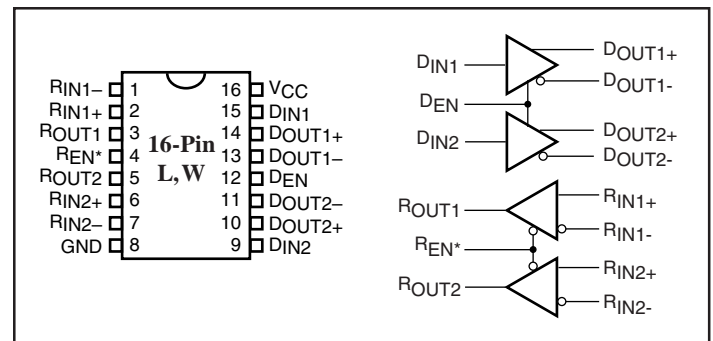 RIN1– 1 16 VCC
RIN1+ 2 15 DIN1
ROUT1 3 14 DOUT1+
REN* 4 13 DOUT1–
ROUT2 5 12 DEN
RIN2+ 6 11 DOUT2–
RIN2– 7 10 DOUT2+
GND 8 9 DIN2
16-Pin
L,W
DIN1
DOUT1+
DOUT1-
DEN
DIN2
DOUT2+
DOUT2-
ROUT1
RIN1+
RIN1-
REN*
ROUT2
RIN2+
RIN2-